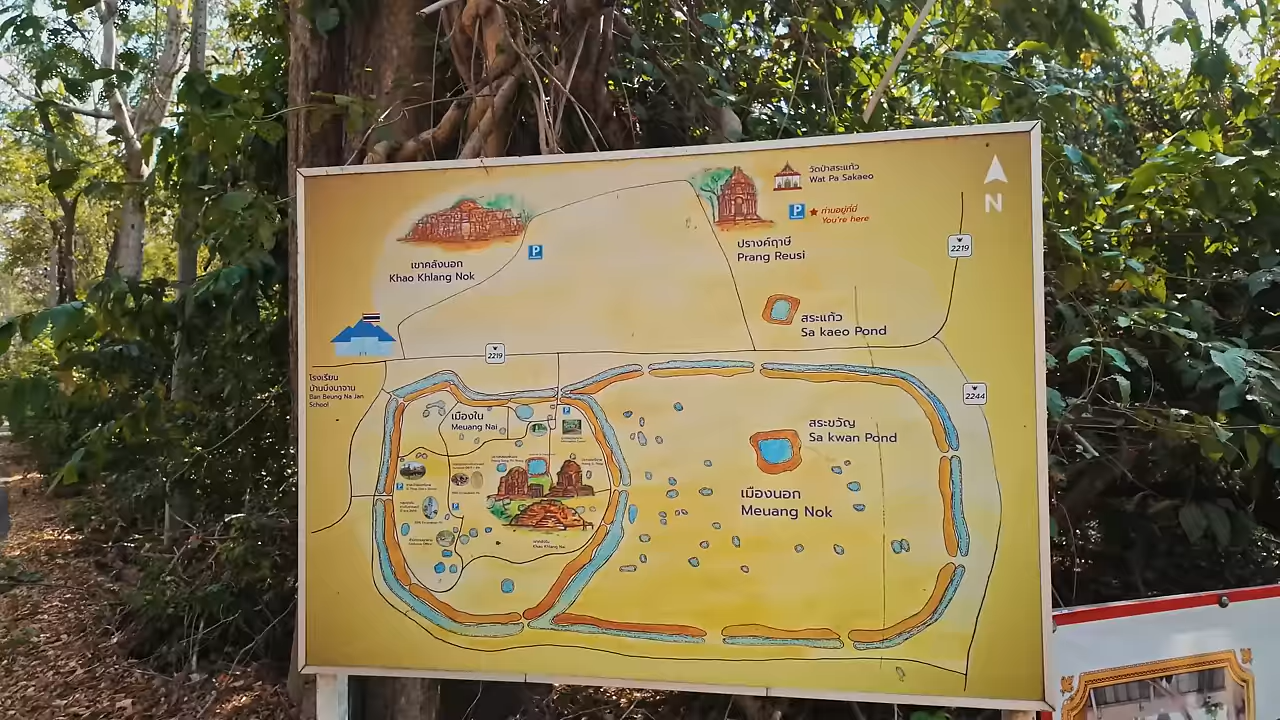 วัดป่าสระแก้ว
Wat Pa Sakaeo
P
ท่านอยู่ที่นี่
You're here
N
เขาคลังนอก
Khao Khlang Nok
P
ปรางค์ฤาษี
Prang Reusi
2219
สระแก้ว
Sa kaeo Pond
2219
โรงเรียน
บ้านบึงนาจาน
Ban Beung Na Jan
School
2244
เมืองใน
Meuang Nai
P
สระขวัญ
Sa kwan Pond
เมืองนอก
Meuang Nok
P
P
Khao Khlang Nai